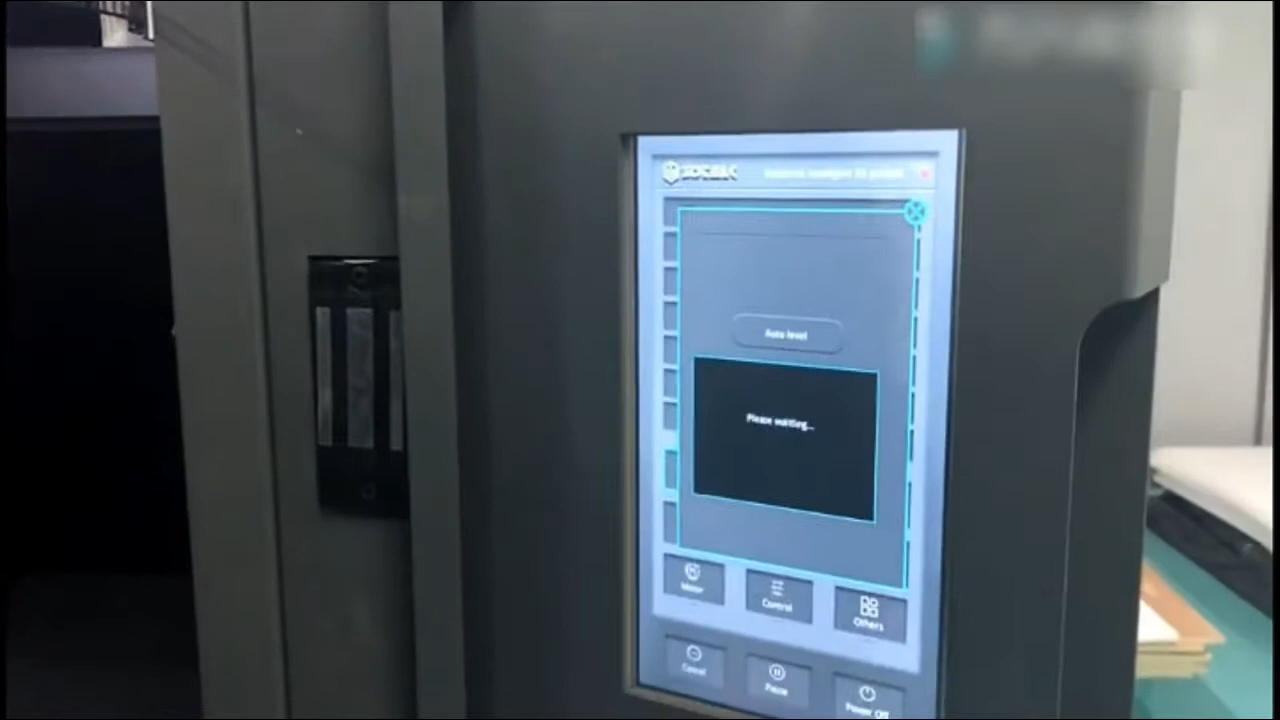 Auto level
Please waiting...
Motor
Control
Others
Cancel
Pause
Power Off